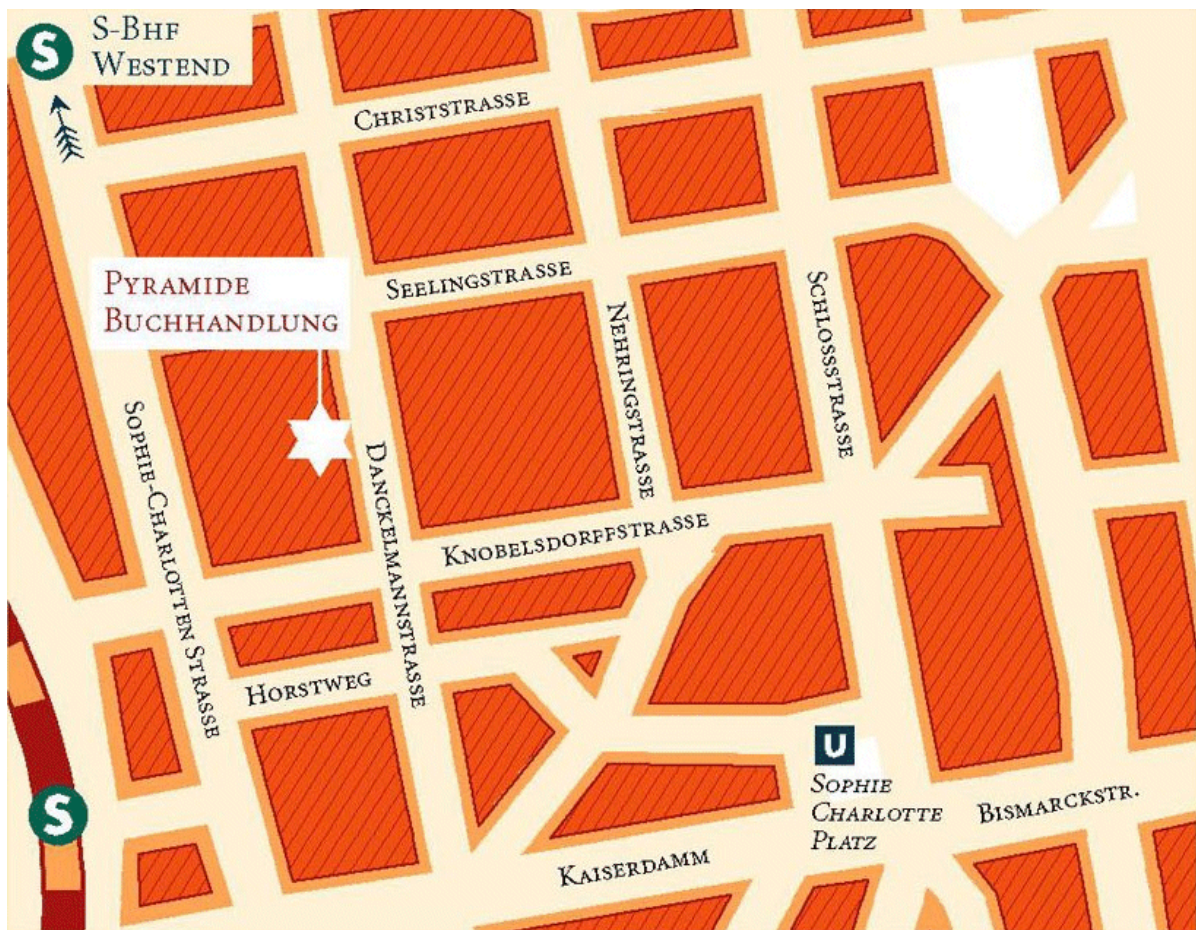 S
S-BHF
WESTEND
CHRISTSTRASSE
SEELINGSTRASSE
PYRAMIDE
BUCHHANDLUNG
NEHRINGSTRASSE
SCHLOSSSTRASSE
SOPHIE-CHARLOTTEN STRASSE
DANCKELMANNSTRASSE
KNOBELSDORFFSTRASSE
HORSTWEG
U
SOPHIE
CHARLOTTE
PLATZ
BISMARCKSTR.
S
KAISERDAMM